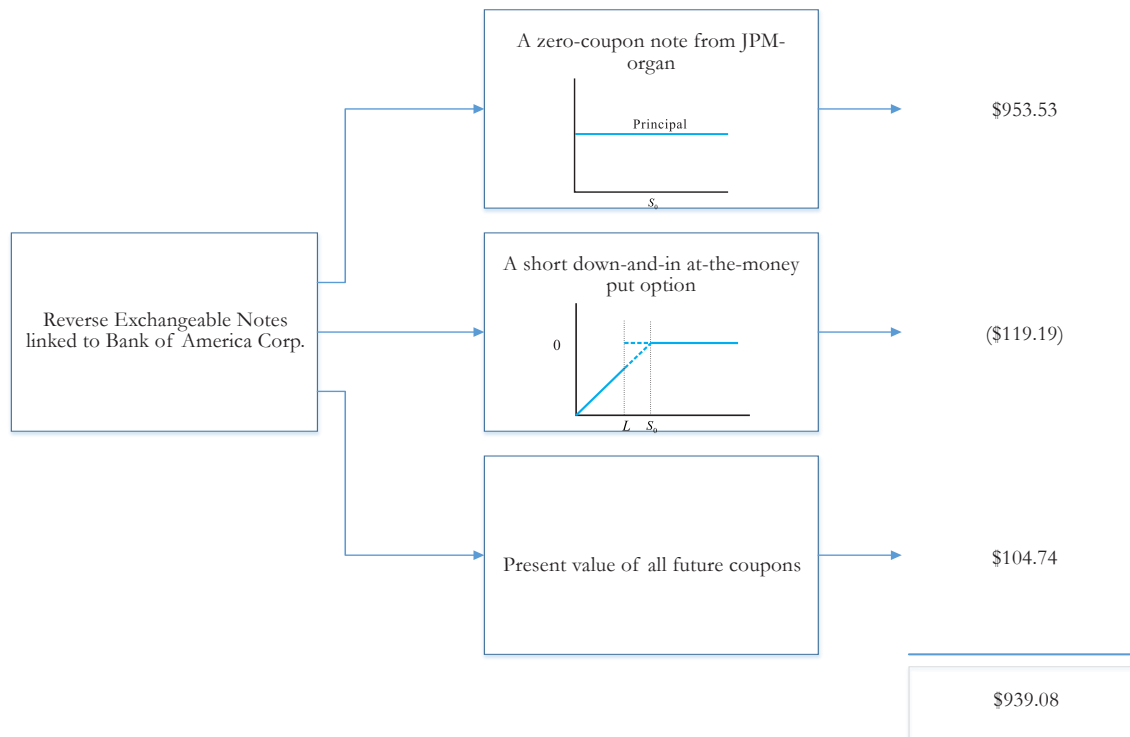 A zero-coupon note from JPM-
organ
Principal
S₀
$953.53
Reverse Exchangeable Notes
linked to Bank of America Corp.
A short down-and-in at-the-money
put option
0
L S₀
($119.19)
Present value of all future coupons
$104.74
$939.08